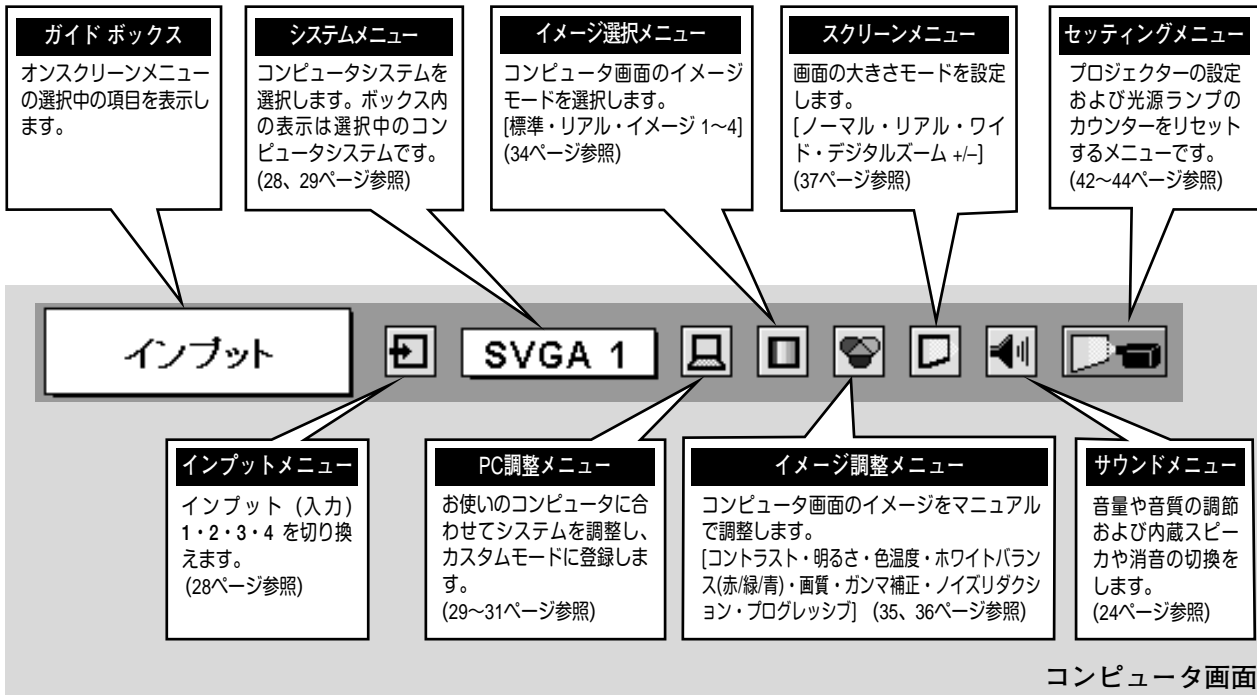 ガイド ボックス
オンスクリーンメニュー
の選択中の項目を表示し
ます。
システムメニュー
コンピュータシステムを
選択します。ボックス内
の表示は選択中のコン
ピュータシステムです。
(28、29ページ参照)
イメージ選択メニュー
コンピュータ画面のイメージ
モードを選択します。
[標準・リアル・イメージ 1〜4]
(34ページ参照)
スクリーンメニュー
画面の大きさモードを設定
します。
[ノーマル・リアル・ワイ
ド・デジタルズーム +/–]
(37ページ参照)
セッティングメニュー
プロジェクターの設定
および光源ランプの
カウンターをリセット
するメニューです。
(42〜44ページ参照)
インプット
SVGA 1
インプットメニュー
インプット (入力)
1・2・3・4 を切り換
えます。
(28ページ参照)
PC調整メニュー
お使いのコンピュータに合
わせてシステムを調整し、
カスタムモードに登録しま
す。
(29〜31ページ参照)
イメージ調整メニュー
コンピュータ画面のイメージをマニュアル
で調整します。
[コントラスト・明るさ・色温度・ホワイトバラン
ス(赤/緑/青)・画質・ガンマ補正・ノイズリダクシ
ョン・プログレッシブ] (35、36ページ参照)
サウンドメニュー
音量や音質の調節
および内蔵スピー
カや消音の切換を
します。
(24ページ参照)
コンピュータ画面